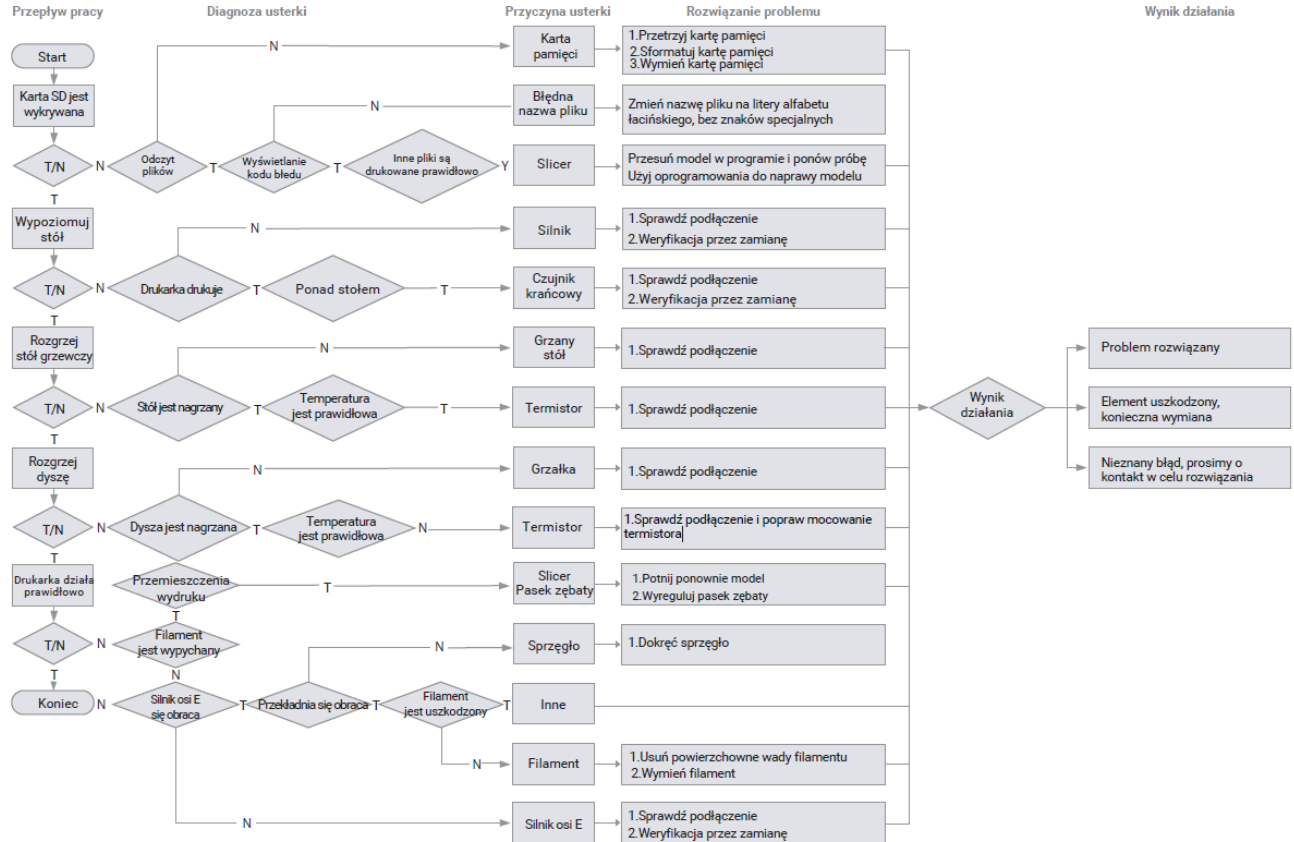 Przepływ pracy
Diagnoza usterki
Przyczyna usterki
Rozwiązanie problemu
Wynik działania
Start
N
Karta
pamięci
1.Przetrzyj kartę pamięci
2.Sformatuj kartę pamięci
3.Wymień kartę pamięci
Karta SD jest
wykrywana
N
Błędna
nazwa pliku
Zmień nazwę pliku na litery alfabetu
łacińskiego, bez znaków specjalnych
T/N
N
Odczyt
plików
T
Wyświetlanie
kodu błedu
T
Inne pliki są
drukowane prawidłowo
Y
Slicer
Przesuń model w programie i ponów próbę
Użyj oprogramowania do naprawy modelu
T
Wypoziomuj
stół
N
Silnik
1.Sprawdź podłączenie
2.Weryfikacja przez zamianę
T/N
N
Drukarka drukuje
T
Ponad stołem
T
Czujnik
krańcowy
1.Sprawdź podłączenie
2.Weryfikacja przez zamianę
T
Rozgrzej
stół grzewczy
N
Grzany
stół
1.Sprawdź podłączenie
Problem rozwiązany
T/N
N
Stół jest nagrzany
T
Temperatura
jest prawidłowa
T
Termistor
1.Sprawdź podłączenie
Wynik
działania
Element uszkodzony,
konieczna wymiana
T
Rozgrzej
dyszę
N
Grzałka
1.Sprawdź podłączenie
Nieznany błąd, prosimy o
kontakt w celu rozwiązania
T/N
N
Dysza jest nagrzana
T
Temperatura
jest prawidłowa
N
Termistor
1.Sprawdź podłączenie i popraw mocowanie
termistora
T
Drukarka działa
prawidłowo
Przemieszczenia
wydruku
T
Slicer
Pasek zębaty
1.Potnij ponownie model
2.Wyreguluj pasek zębaty
T
T/N
N
Filament
jest wypychany
N
Sprzęgło
1.Dokręć sprzęgło
T
N
Koniec
N
Silnik osi E
się obraca
T
Przekładnia się obraca
T
Filament
jest uszkodzony
T
Inne
N
Filament
1.Usuń powierzchowne wady filamentu
2.Wymień filament
N
Silnik osi E
1.Sprawdź podłączenie
2.Weryfikacja przez zamianę